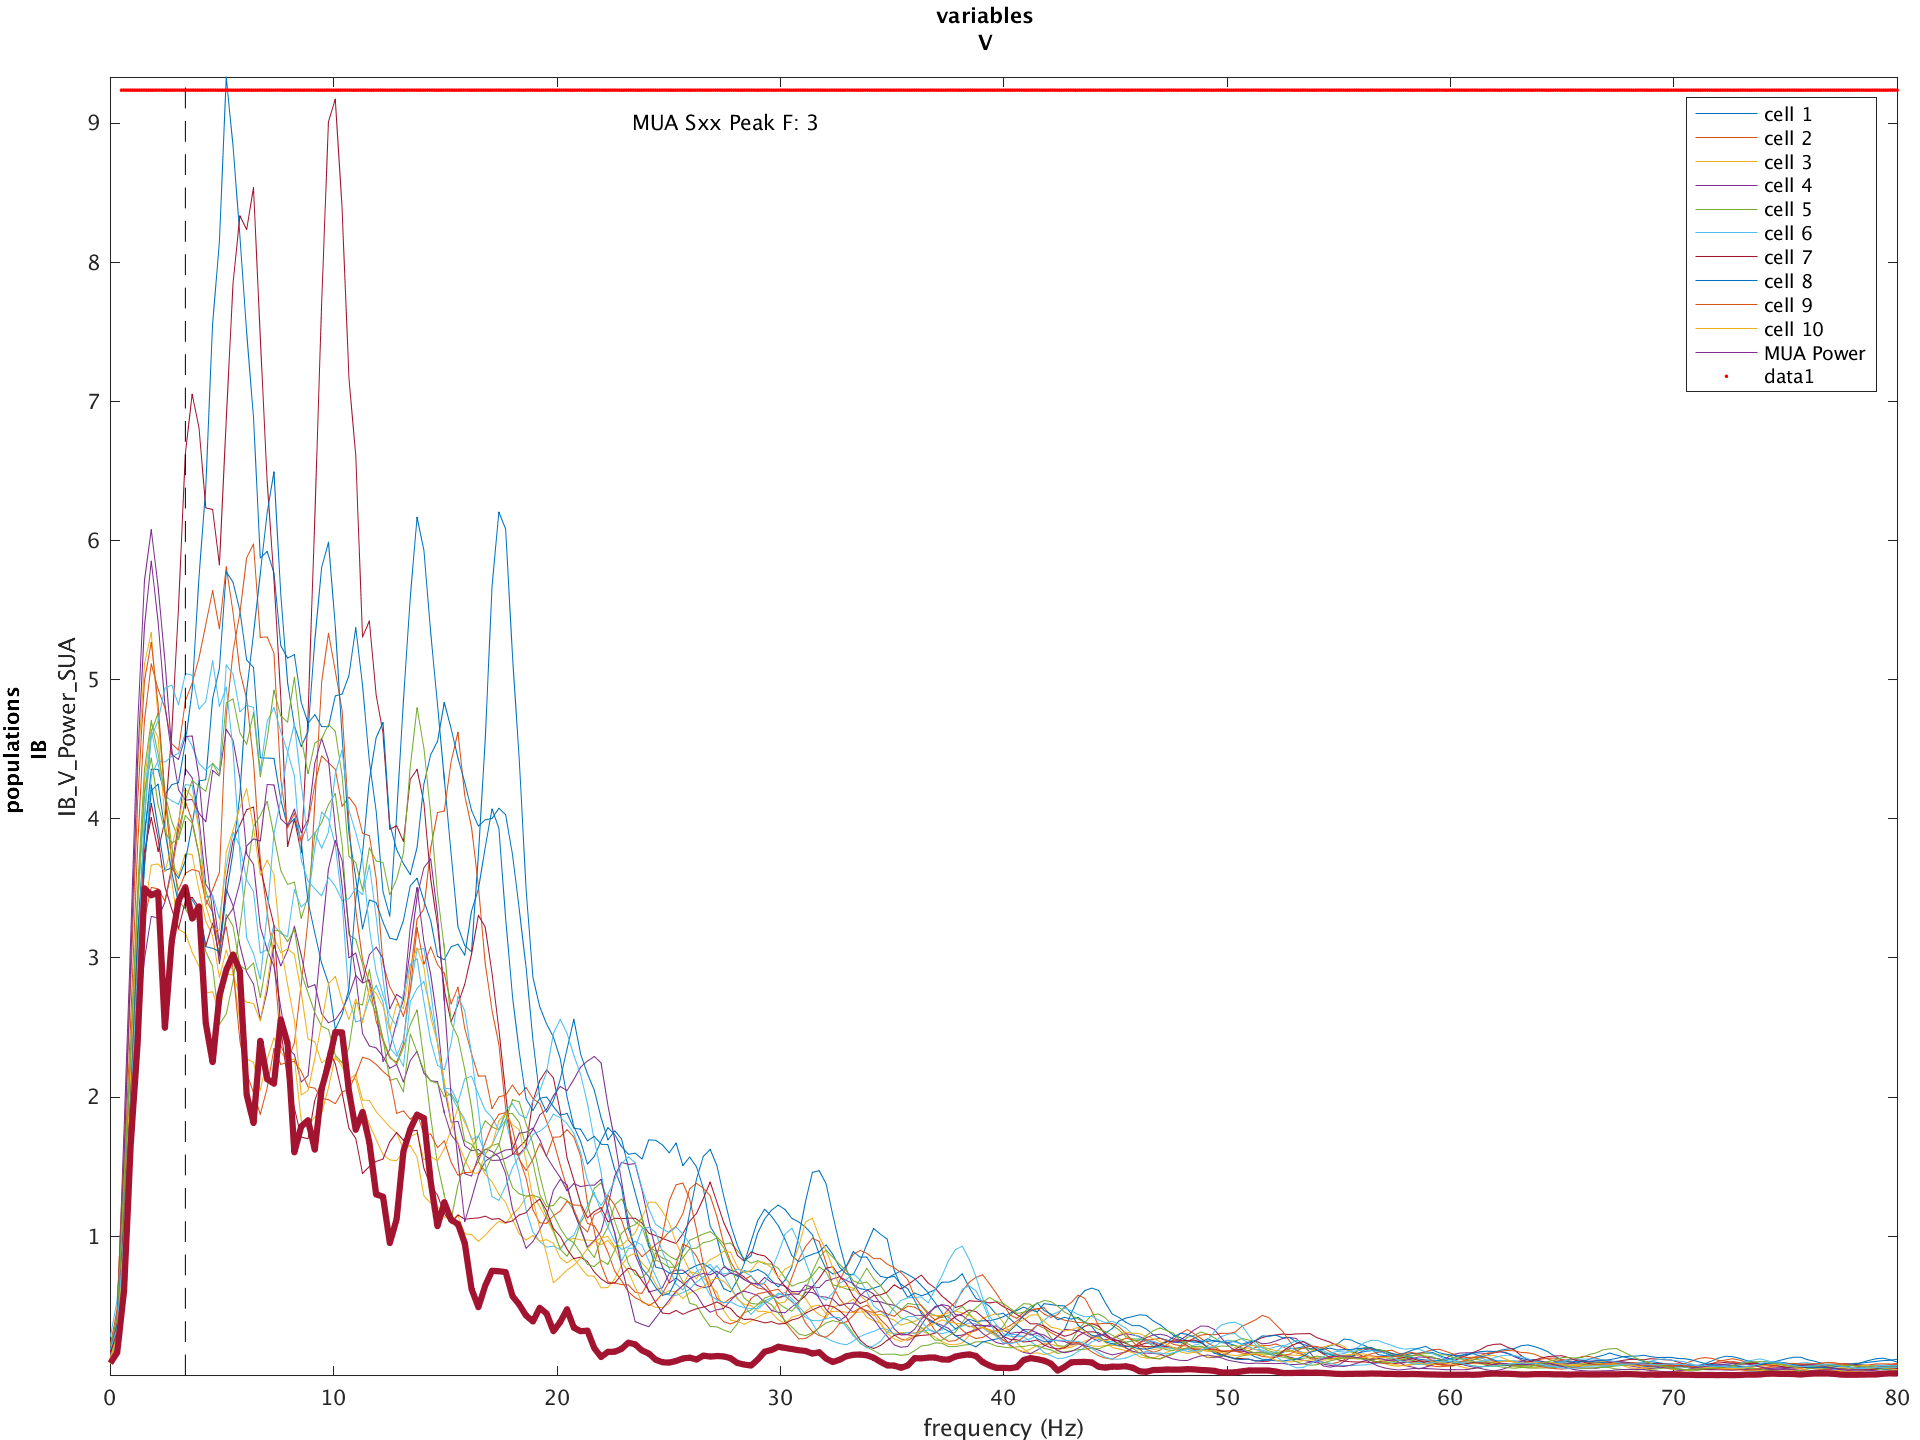 variables
V
MUA Sxx Peak F: 3
cell 1
cell 2
cell 3
cell 4
cell 5
cell 6
cell 7
cell 8
cell 9
cell 10
MUA Power
data1
populations
IB
IB_V_Power_SUA
9
8
7
6
5
4
3
2
1
0 10 20 30 40 50 60 70 80
frequency (Hz)